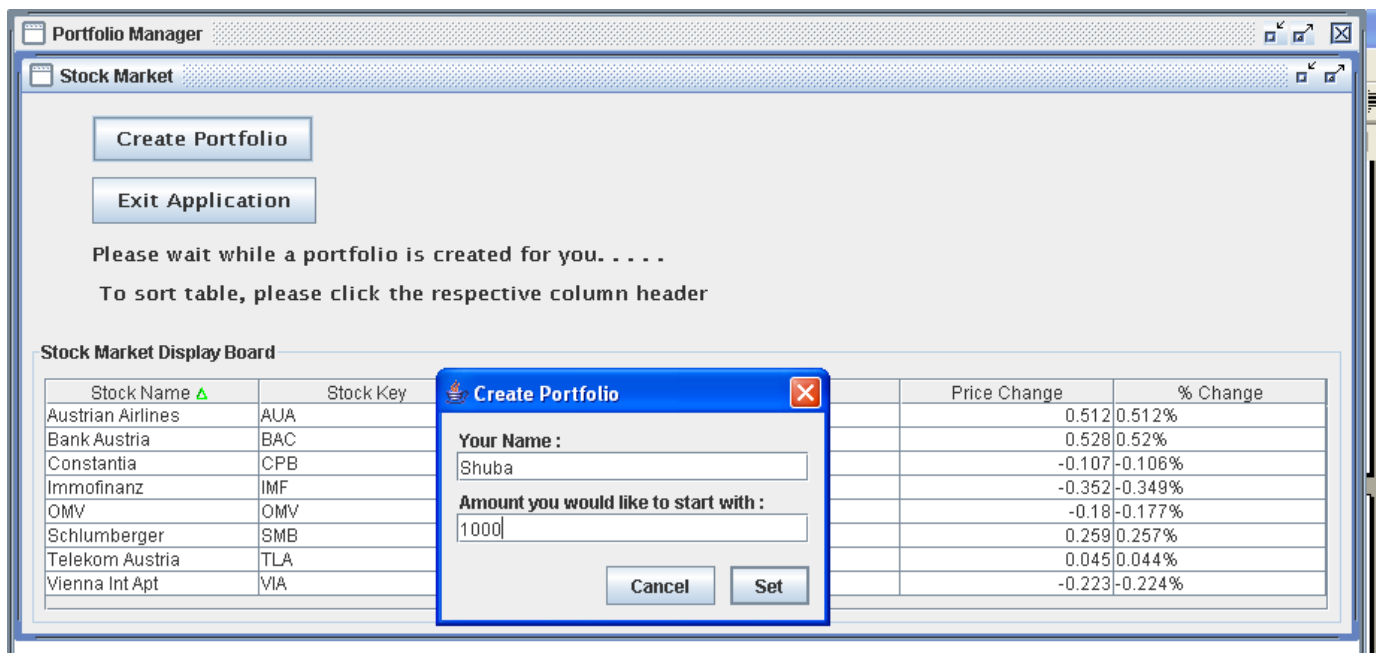 Portfolio Manager
Stock Market
Create Portfolio
Exit Application
Please wait while a portfolio is created for you. . . . .
To sort table, please click the respective column header
Stock Market Display Board
Stock Name Stock Key Price Change % Change
Austrian Airlines AUA 0.512 0.512%
Bank Austria BAC 0.528 0.52%
Constantia CPB -0.107 -0.106%
Immofinanz IMF -0.352 -0.349%
OMV OMV -0.18 -0.177%
Schlumberger SMB 0.259 0.257%
Telekom Austria TLA 0.045 0.044%
Vienna Int Apt VIA -0.223 -0.224%
Create Portfolio
Your Name :
Shuba
Amount you would like to start with :
1000
Cancel Set